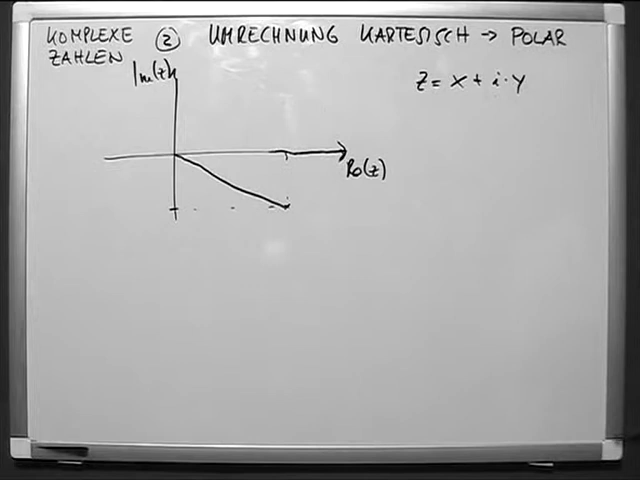 KOMPLEXE ② UMRECHNUNG KARTESISCH → POLAR
ZAHLEN
Im(z)
z = x + i · y
Re(z)